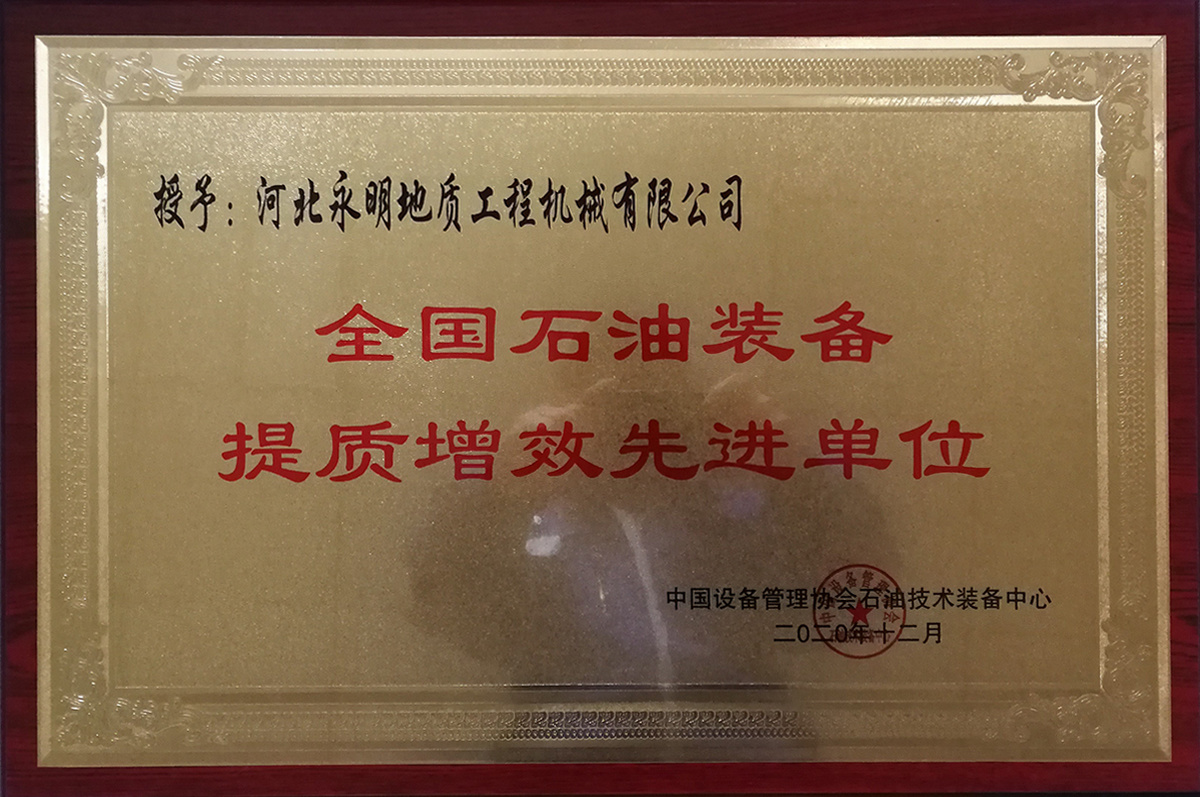 授予：河北永明地质工程机械有限公司
全国石油装备
提质增效先进单位
中国设备管理协会石油技术装备中心
二0二0年十二月